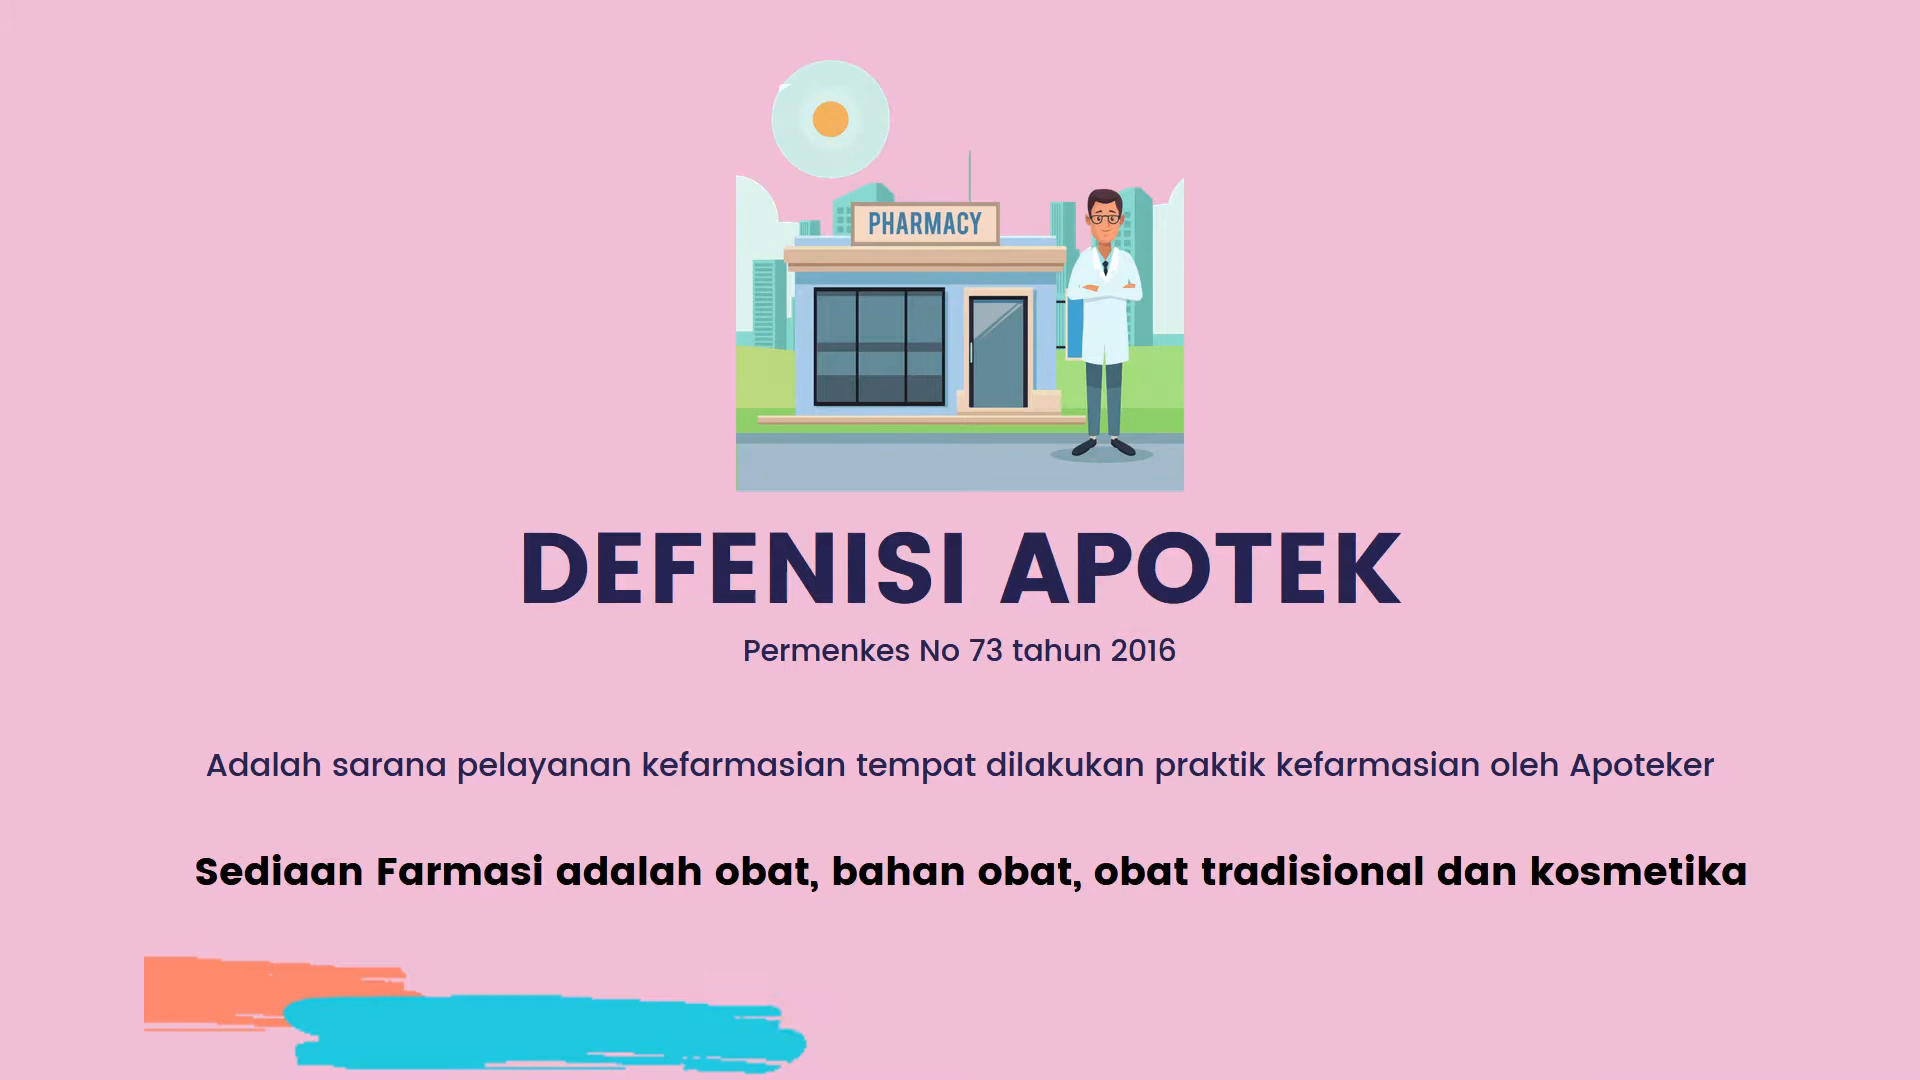 PHARMACY
DEFENISI APOTEK
Permenkes No 73 tahun 2016
Adalah sarana pelayanan kefarmasian tempat dilakukan praktik kefarmasian oleh Apoteker
Sediaan Farmasi adalah obat, bahan obat, obat tradisional dan kosmetika